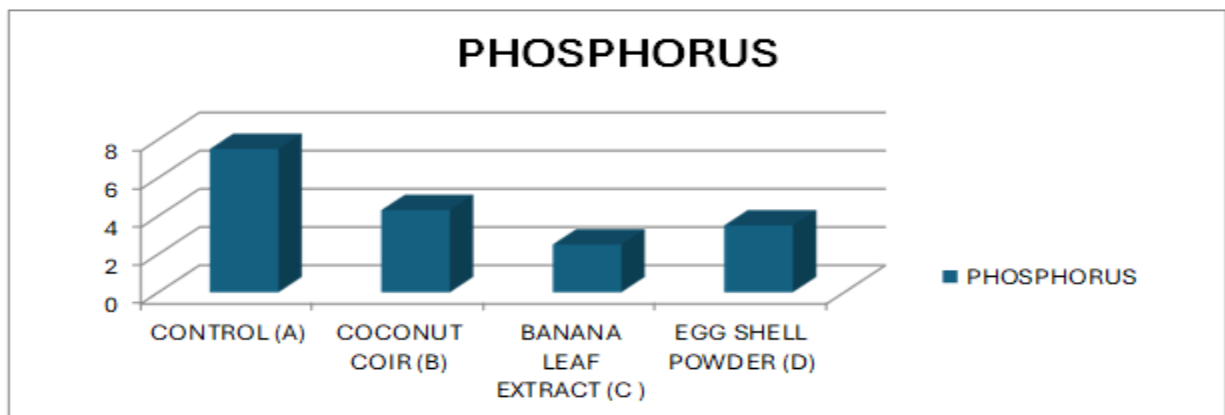 PHOSPHORUS
8
6
4
2
0
CONTROL (A)
COCONUT
COIR (B)
BANANA
LEAF
EXTRACT (C )
EGG SHELL
POWDER (D)
PHOSPHORUS